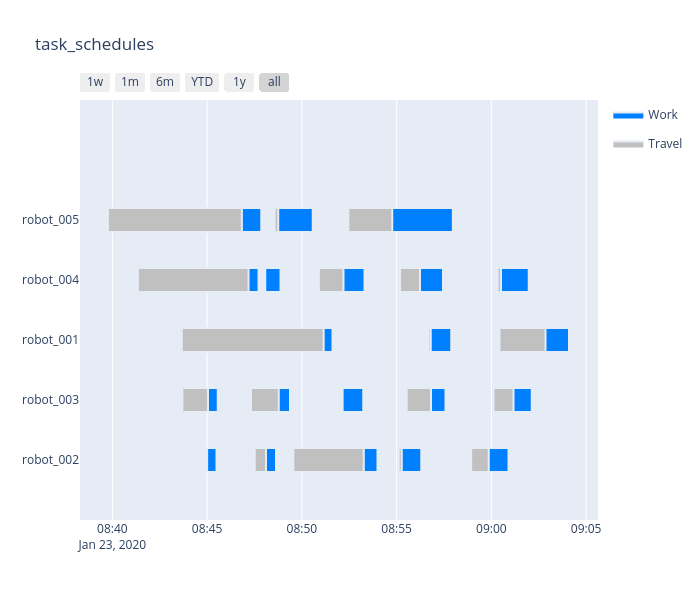 task_schedules
1w 1m 6m YTD 1y all
Work
Travel
robot_005
robot_004
robot_001
robot_003
robot_002
08:40 08:45 08:50 08:55 09:00 09:05
Jan 23, 2020